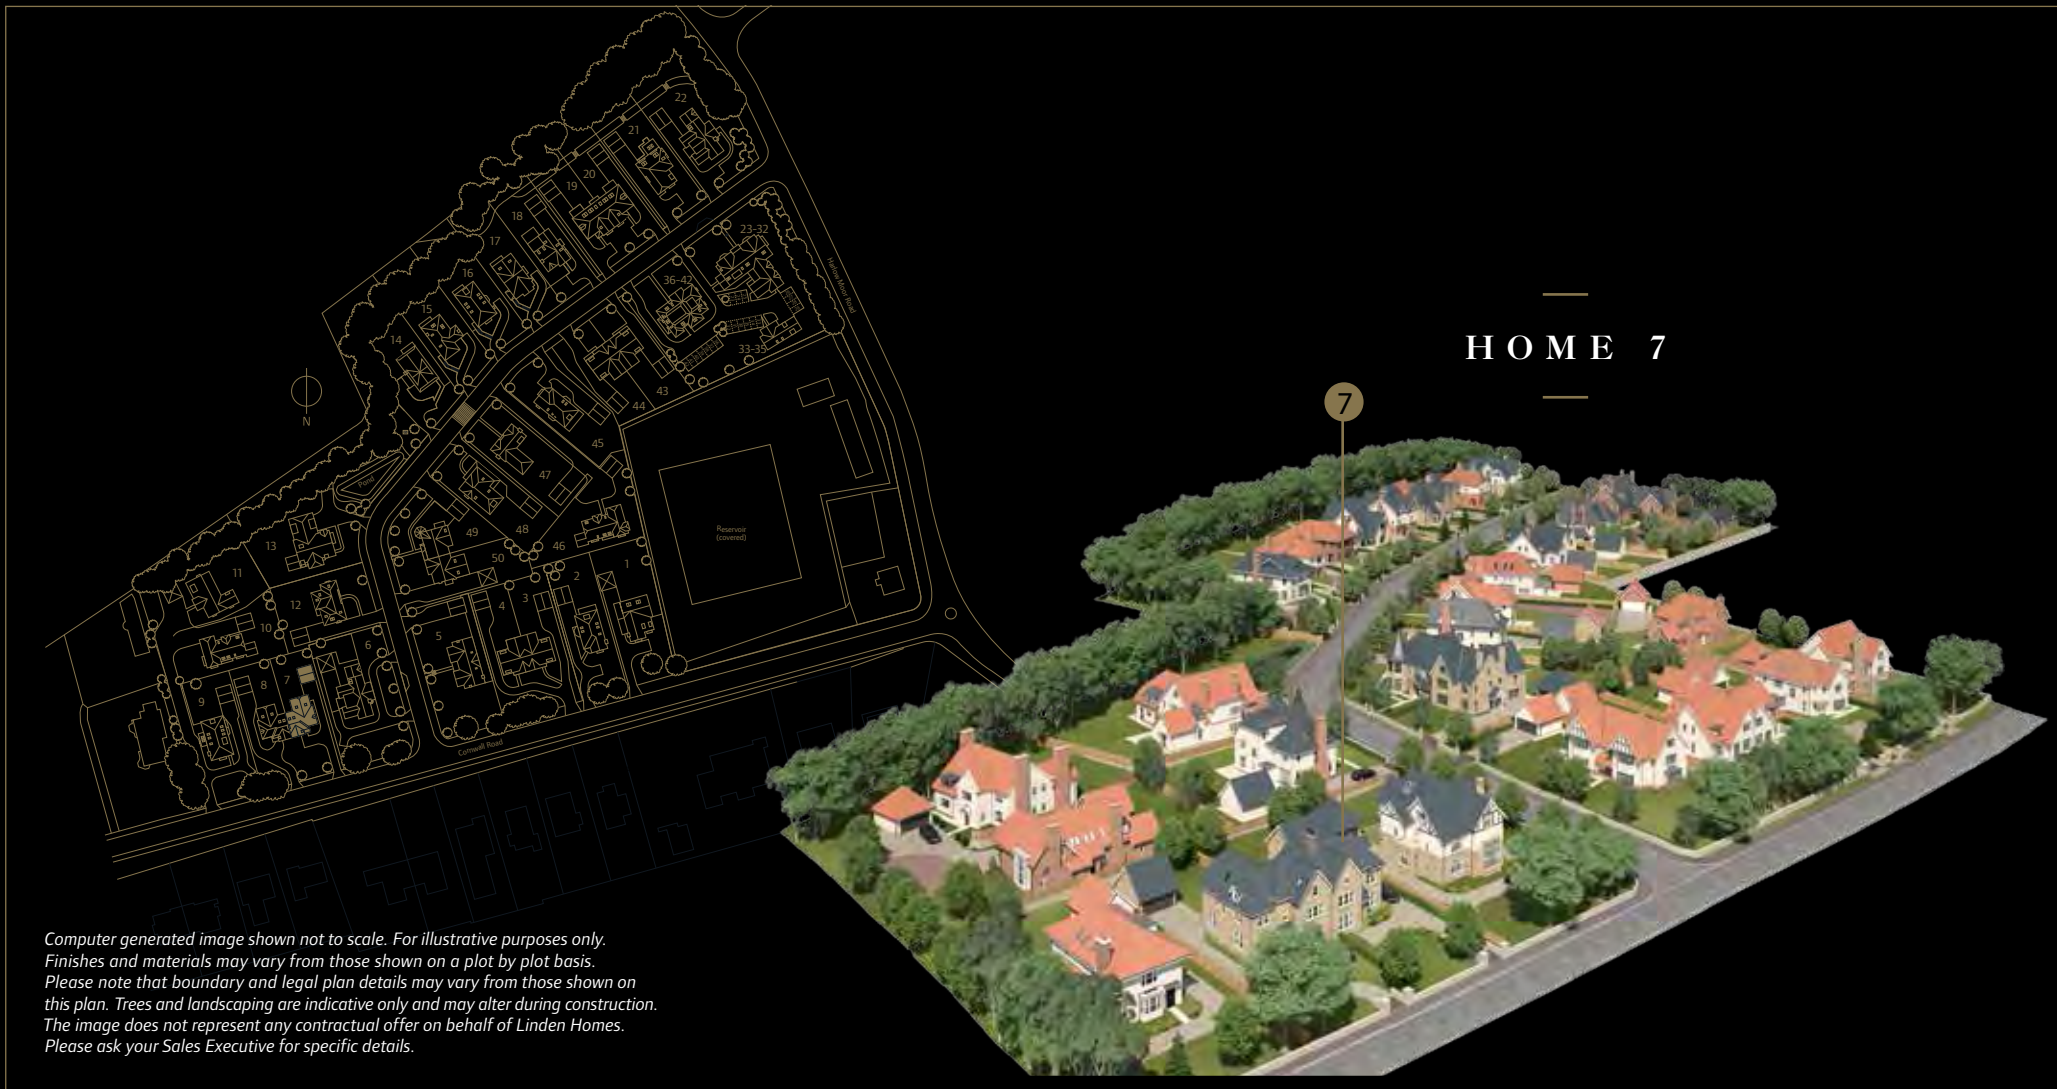 22
21
20
19
18
23-32
17
16
36-42
Harlow Moor Road
15
14
33-35
43
44
N
45
47
Pond
49
48
Reservoir
(covered)
13
46
50
11
2
1
12
3
4
10
5
6
7
8
9
Cornwall Road
HOME 7
7
Computer generated image shown not to scale. For illustrative purposes only.
Finishes and materials may vary from those shown on a plot by plot basis.
Please note that boundary and legal plan details may vary from those shown on
this plan. Trees and landscaping are indicative only and may alter during construction.
The image does not represent any contractual offer on behalf of Linden Homes.
Please ask your Sales Executive for specific details.